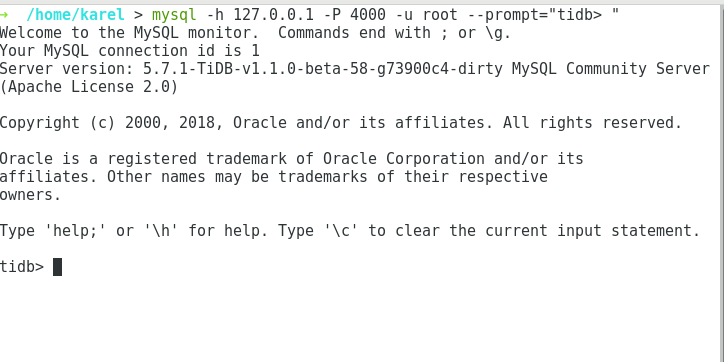 →  /home/karel > mysql -h 127.0.0.1 -P 4000 -u root --prompt="tidb> "
Welcome to the MySQL monitor.  Commands end with ; or \g.
Your MySQL connection id is 1
Server version: 5.7.1-TiDB-v1.1.0-beta-58-g73900c4-dirty MySQL Community Server
(Apache License 2.0)

Copyright (c) 2000, 2018, Oracle and/or its affiliates. All rights reserved.

Oracle is a registered trademark of Oracle Corporation and/or its
affiliates. Other names may be trademarks of their respective
owners.

Type 'help;' or '\h' for help. Type '\c' to clear the current input statement.

tidb>